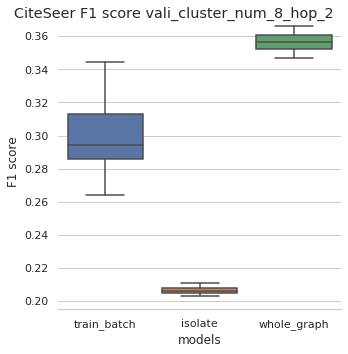 CiteSeer F1 score vali_cluster_num_8_hop_2
0.36
0.34
0.32
0.30
0.28
0.26
0.24
0.22
0.20
F1 score
train_batch isolate whole_graph
models